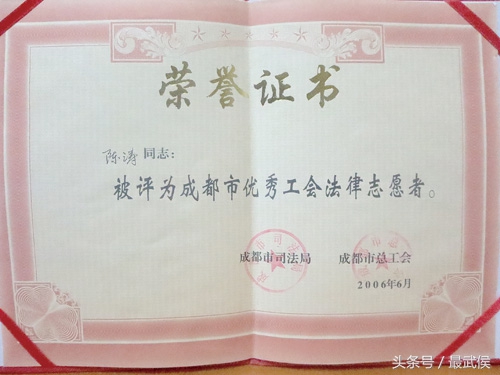 荣誉证书
陈涛同志：
被评为成都市优秀工会法律志愿者。
成都市司法局 成都市总工会
2006年6月
头条号／最武侯